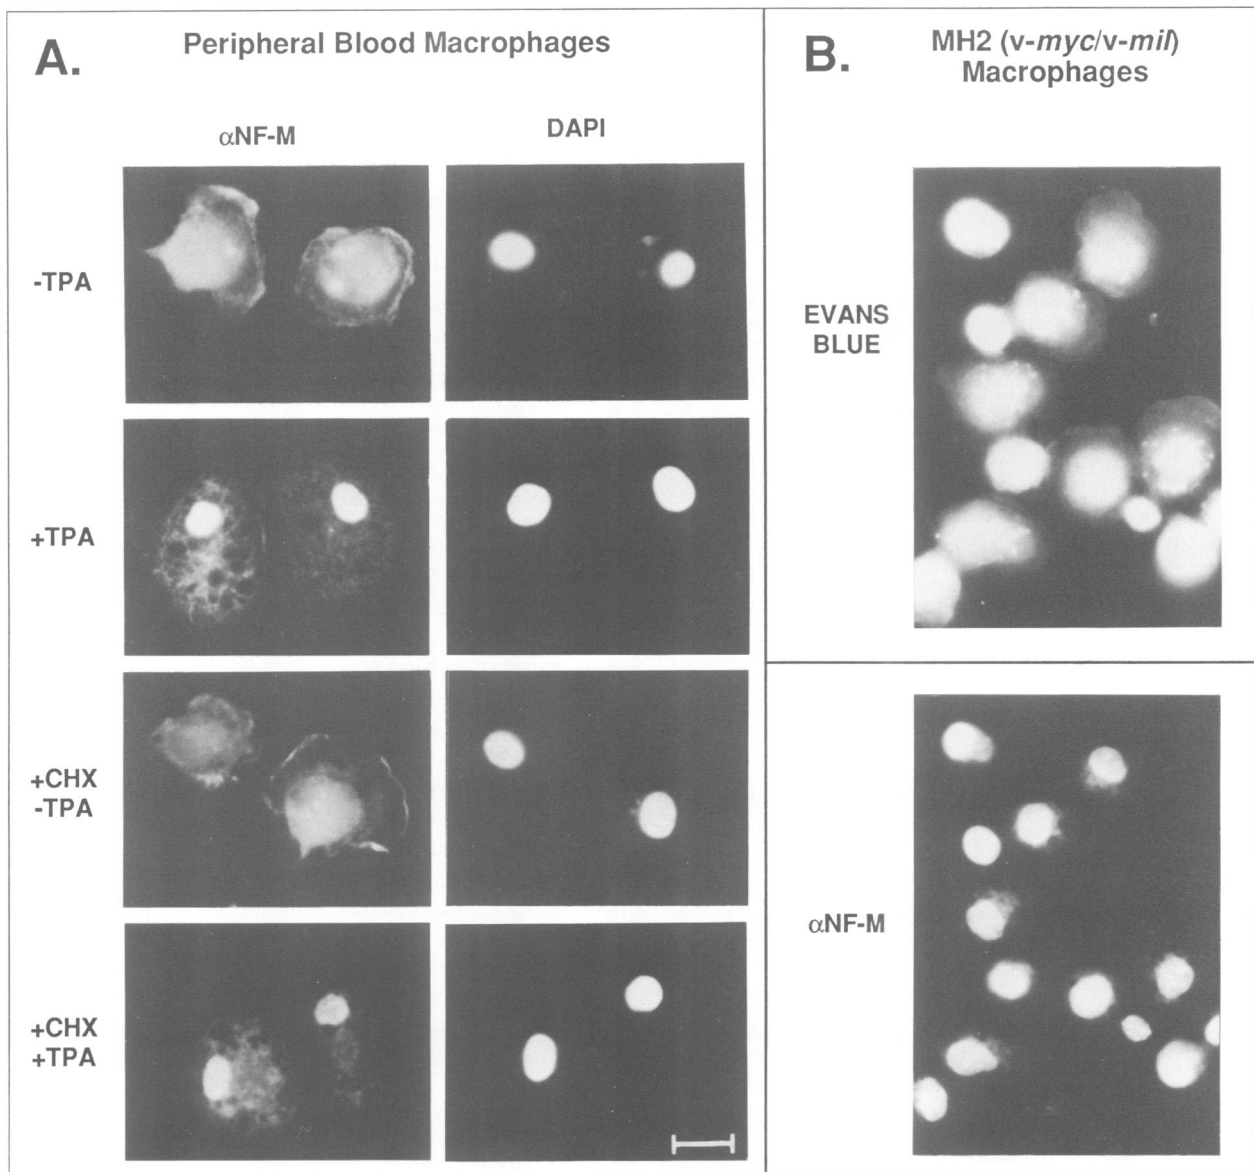 A.
Peripheral Blood Macrophages
αNF-M
DAPI
-TPA
+TPA
+CHX
-TPA
+CHX
+TPA
B.
MH2 (v-myc/v-mil)
Macrophages
EVANS
BLUE
αNF-M